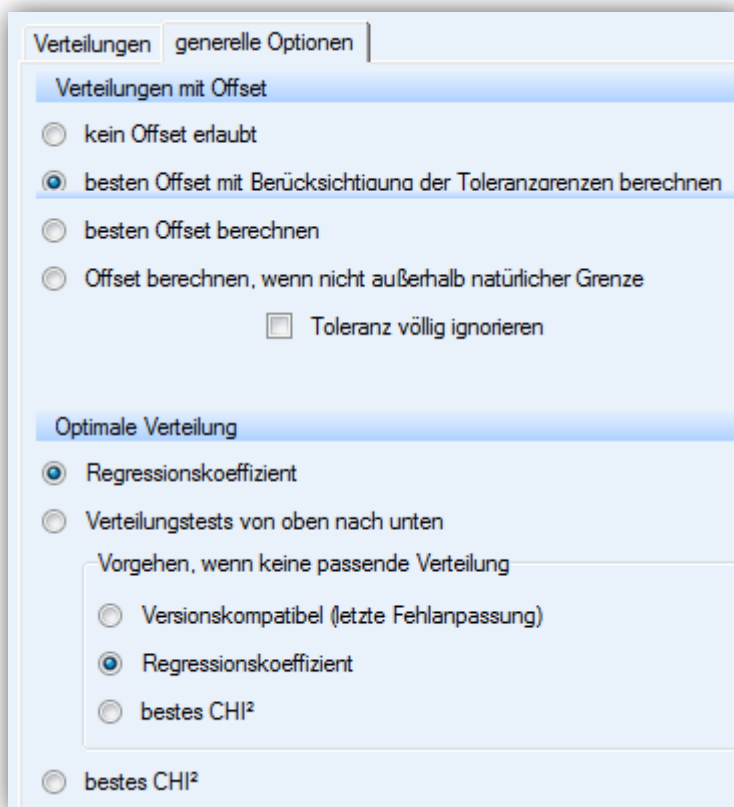 Verteilungen generelle Optionen
Verteilungen mit Offset
kein Offset erlaubt
besten Offset mit Berücksichtigung der Toleranzgrenzen berechnen
besten Offset berechnen
Offset berechnen, wenn nicht außerhalb natürlicher Grenze
Toleranz völlig ignorieren
Optimale Verteilung
Regressionskoeffizient
Verteilungstests von oben nach unten
Vorgehen, wenn keine passende Verteilung
Versionskompatibel (letzte Fehlanpassung)
Regressionskoeffizient
bestes CHI²
bestes CHI²